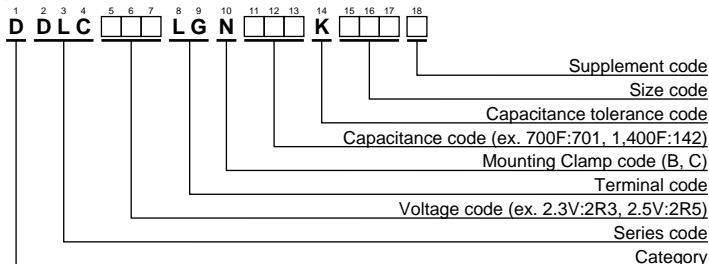 1 2 3 4 5 6 7 8 9 10 11 12 13 14 15 16 17 18
D DLC LG N K
Supplement code
Size code
Capacitance tolerance code
Capacitance code (ex. 700F:701, 1,400F:142)
Mounting Clamp code (B, C)
Terminal code
Voltage code (ex. 2.3V:2R3, 2.5V:2R5)
Series code
Category